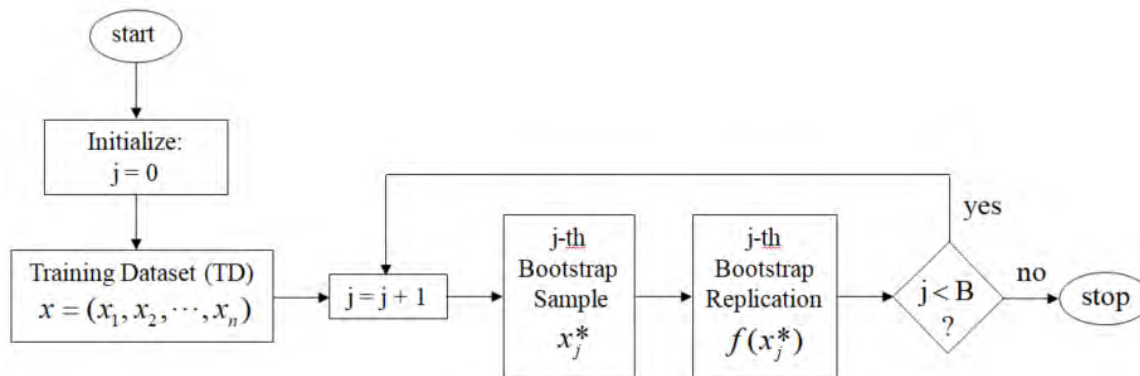 start
Initialize:
j = 0
Training Dataset (TD)
x = (x₁, x₂, ⋯, xₙ)
j = j + 1
j-th
Bootstrap
Sample
x*ⱼ
j-th
Bootstrap
Replication
f(x*ⱼ)
j < B
?
yes
no
stop